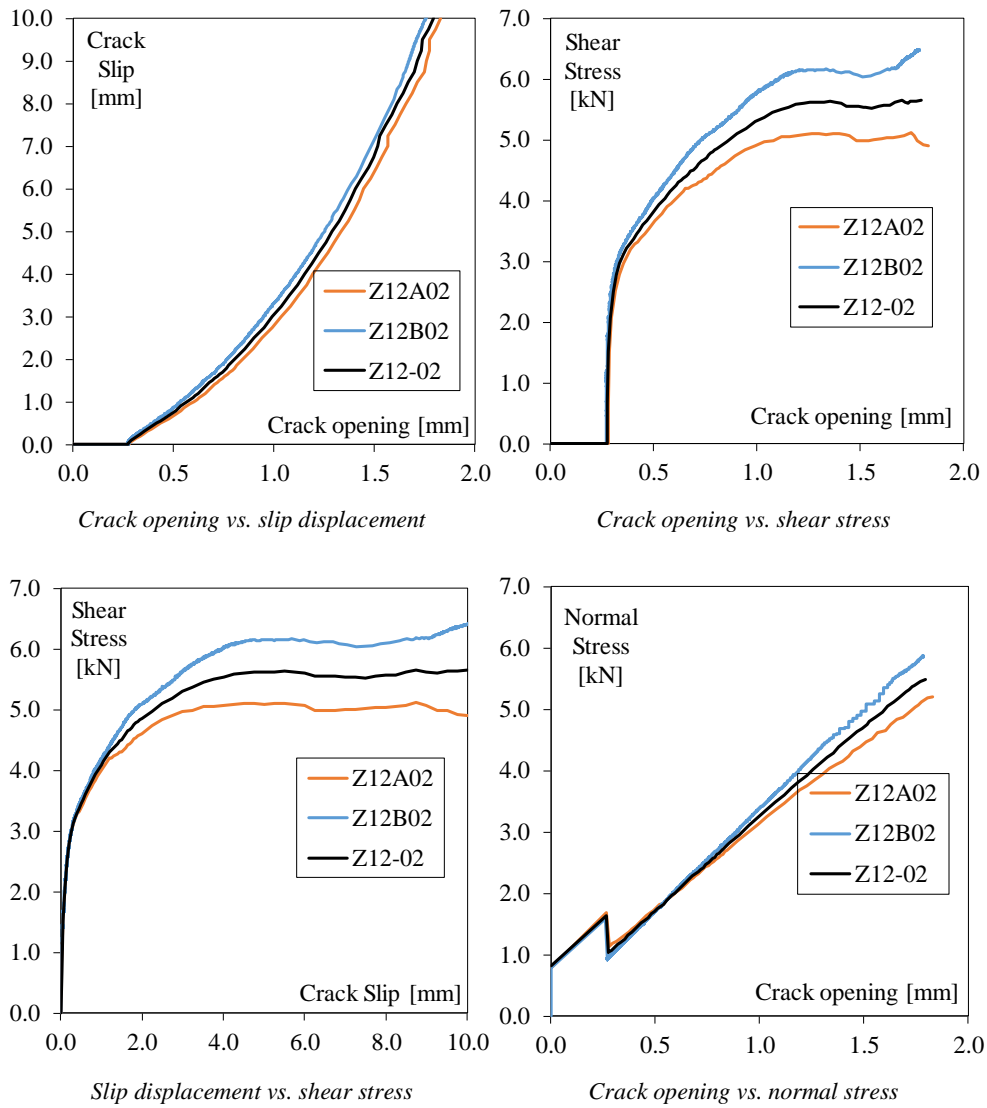 Crack
Slip
[mm]
10.0
9.0
8.0
7.0
6.0
5.0
4.0
3.0
2.0
1.0
0.0
Z12A02
Z12B02
Z12-02
Crack opening [mm]
0.0 0.5 1.0 1.5 2.0
Crack opening vs. slip displacement
Shear
Stress
[kN]
7.0
6.0
5.0
4.0
3.0
2.0
1.0
0.0
Z12A02
Z12B02
Z12-02
Crack opening [mm]
0.0 0.5 1.0 1.5 2.0
Crack opening vs. shear stress
Shear
Stress
[kN]
7.0
6.0
5.0
4.0
3.0
2.0
1.0
0.0
Z12A02
Z12B02
Z12-02
Crack Slip [mm]
0.0 2.0 4.0 6.0 8.0 10.0
Slip displacement vs. shear stress
Normal
Stress
[kN]
7.0
6.0
5.0
4.0
3.0
2.0
1.0
0.0
Z12A02
Z12B02
Z12-02
Crack opening [mm]
0.0 0.5 1.0 1.5 2.0
Crack opening vs. normal stress